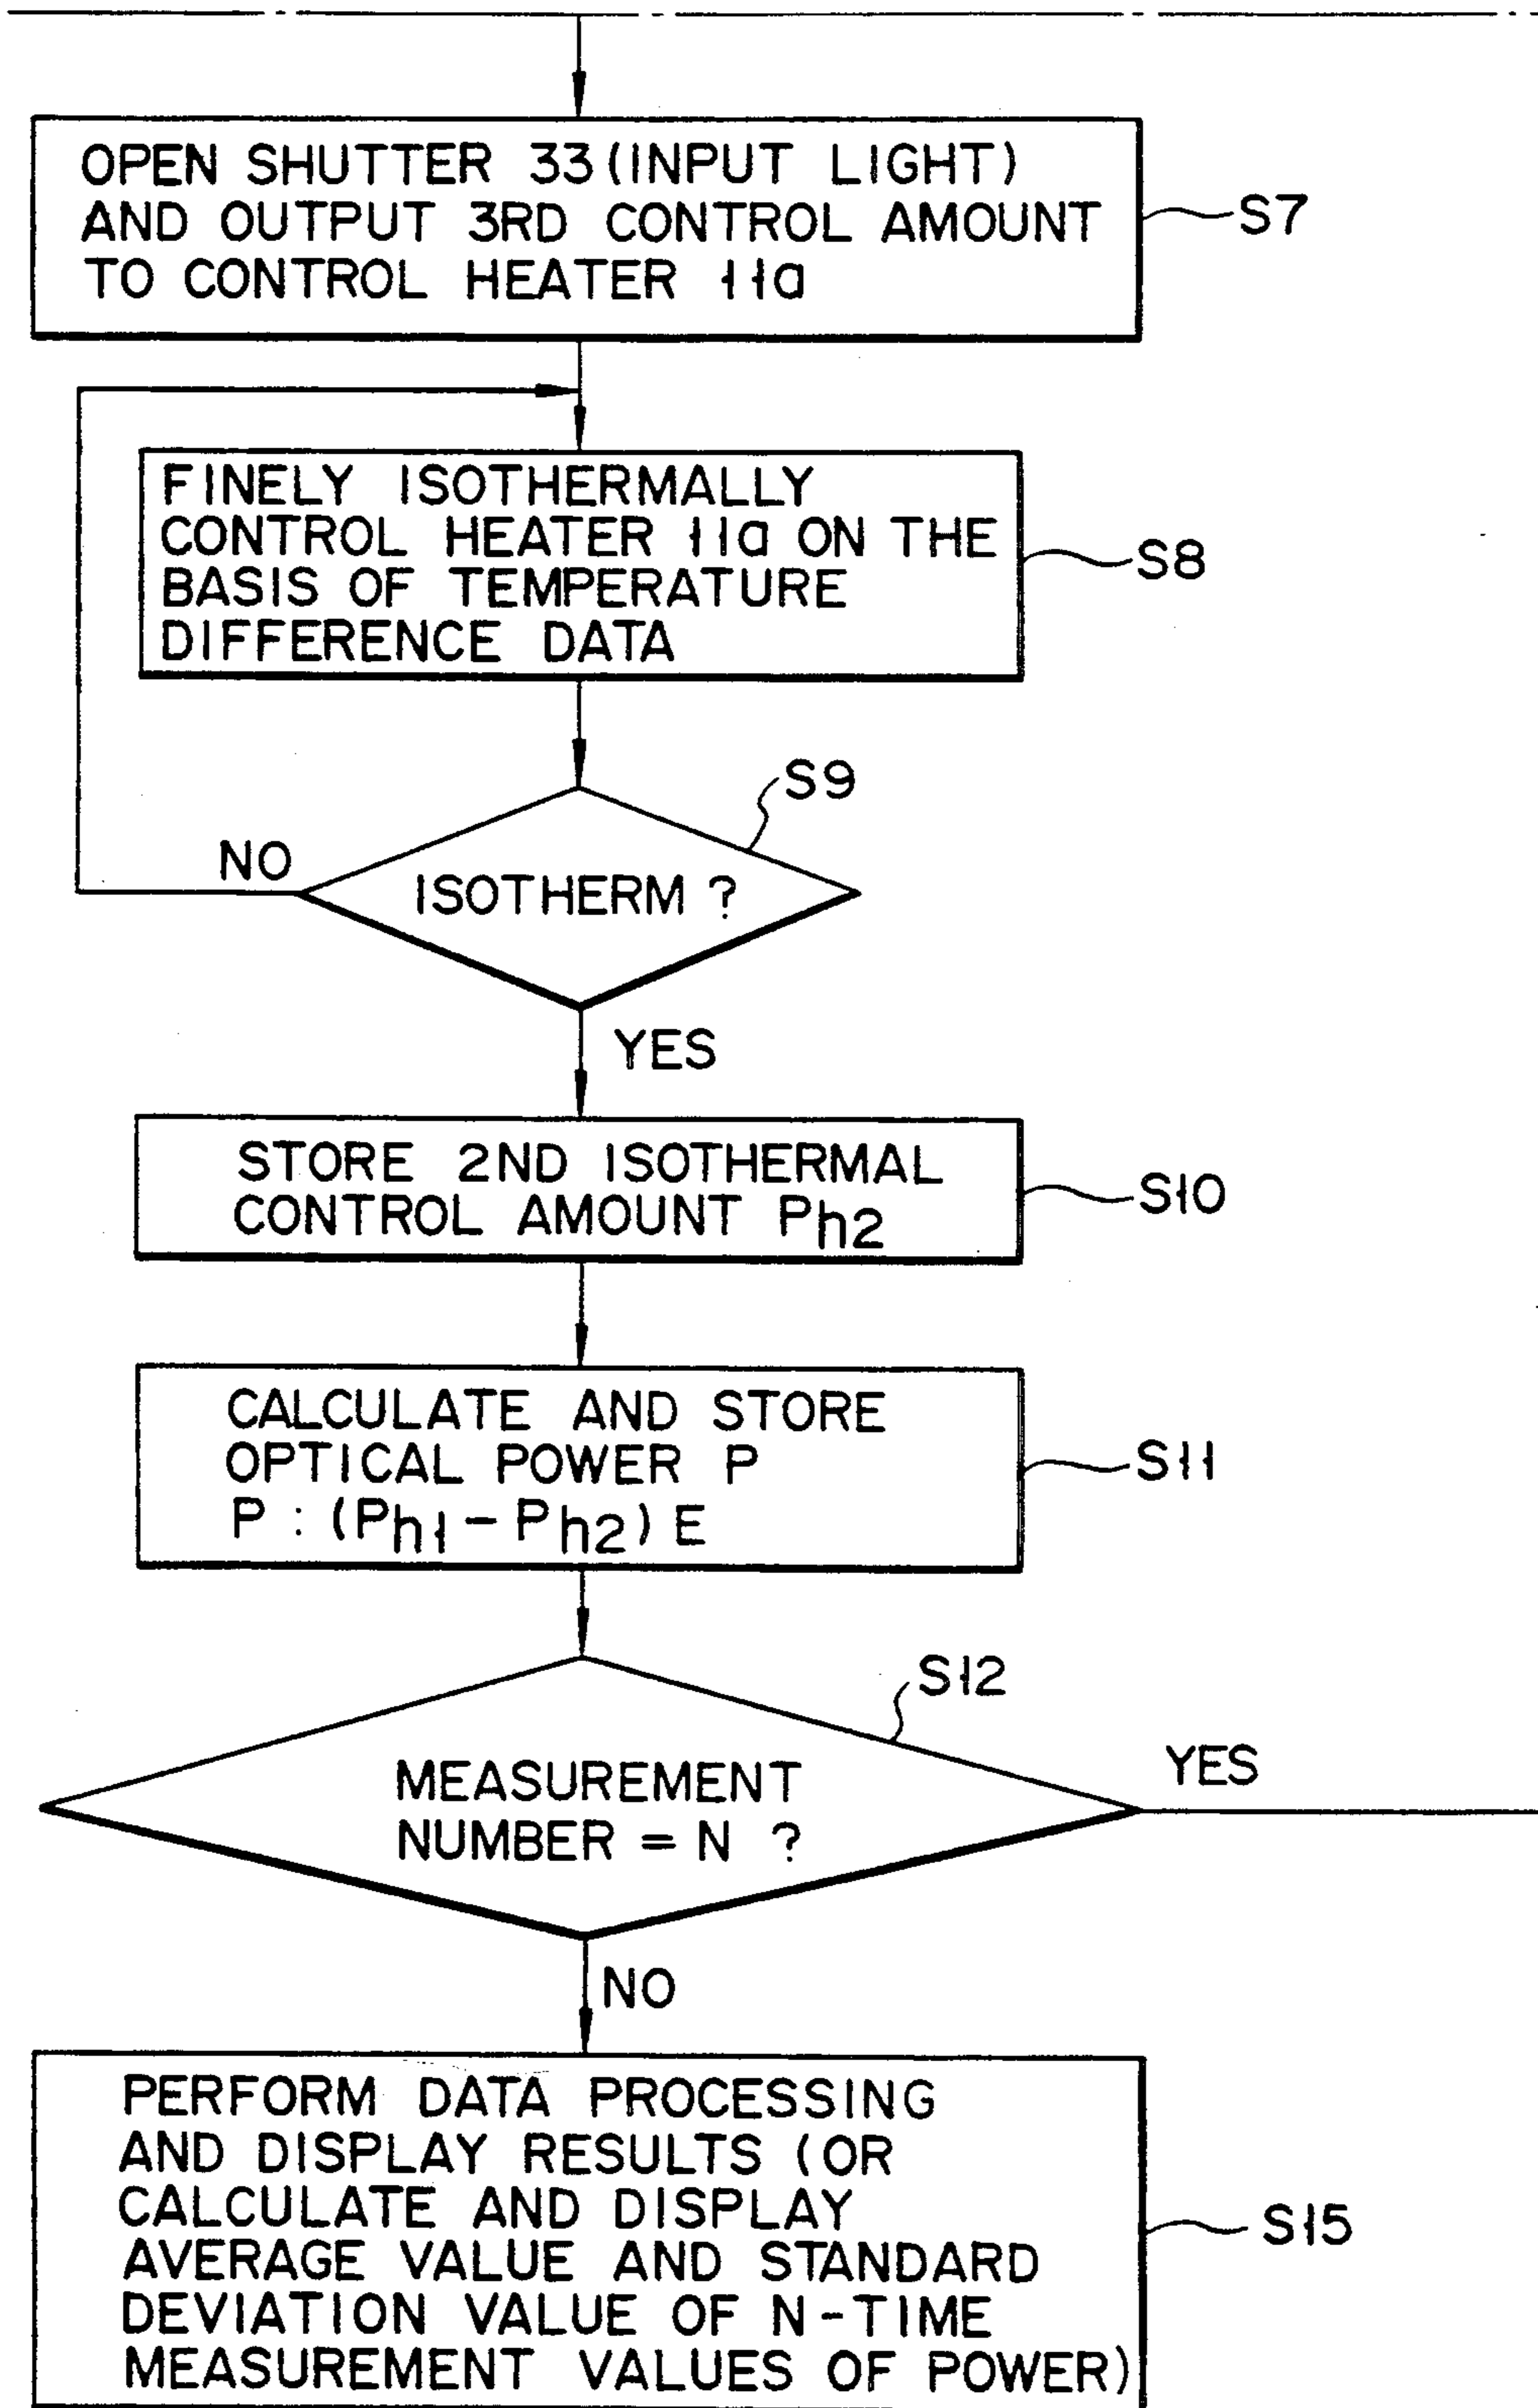 OPEN SHUTTER 33 (INPUT LIGHT)
AND OUTPUT 3RD CONTROL AMOUNT
TO CONTROL HEATER 11a
S7
FINELY ISOTHERMALLY
CONTROL HEATER 11a ON THE
BASIS OF TEMPERATURE
DIFFERENCE DATA
S8
S9
NO
ISOTHERM ?
YES
STORE 2ND ISOTHERMAL
CONTROL AMOUNT Ph2
S10
CALCULATE AND STORE
OPTICAL POWER P
P : (Ph1 - Ph2) E
S11
S12
YES
MEASUREMENT
NUMBER = N ?
NO
PERFORM DATA PROCESSING
AND DISPLAY RESULTS (OR
CALCULATE AND DISPLAY
AVERAGE VALUE AND STANDARD
DEVIATION VALUE OF N-TIME
MEASUREMENT VALUES OF POWER)
S15